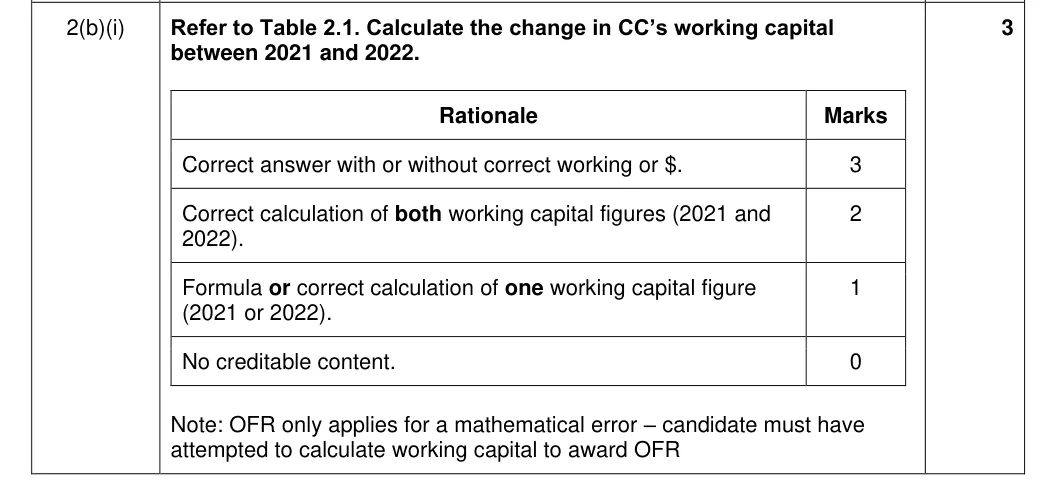 2(b)(i)
Refer to Table 2.1. Calculate the change in CC’s working capital
between 2021 and 2022.
3
Rationale
Marks
Correct answer with or without correct working or $.
3
Correct calculation of both working capital figures (2021 and
2022).
2
Formula or correct calculation of one working capital figure
(2021 or 2022).
1
No creditable content.
0
Note: OFR only applies for a mathematical error – candidate must have
attempted to calculate working capital to award OFR